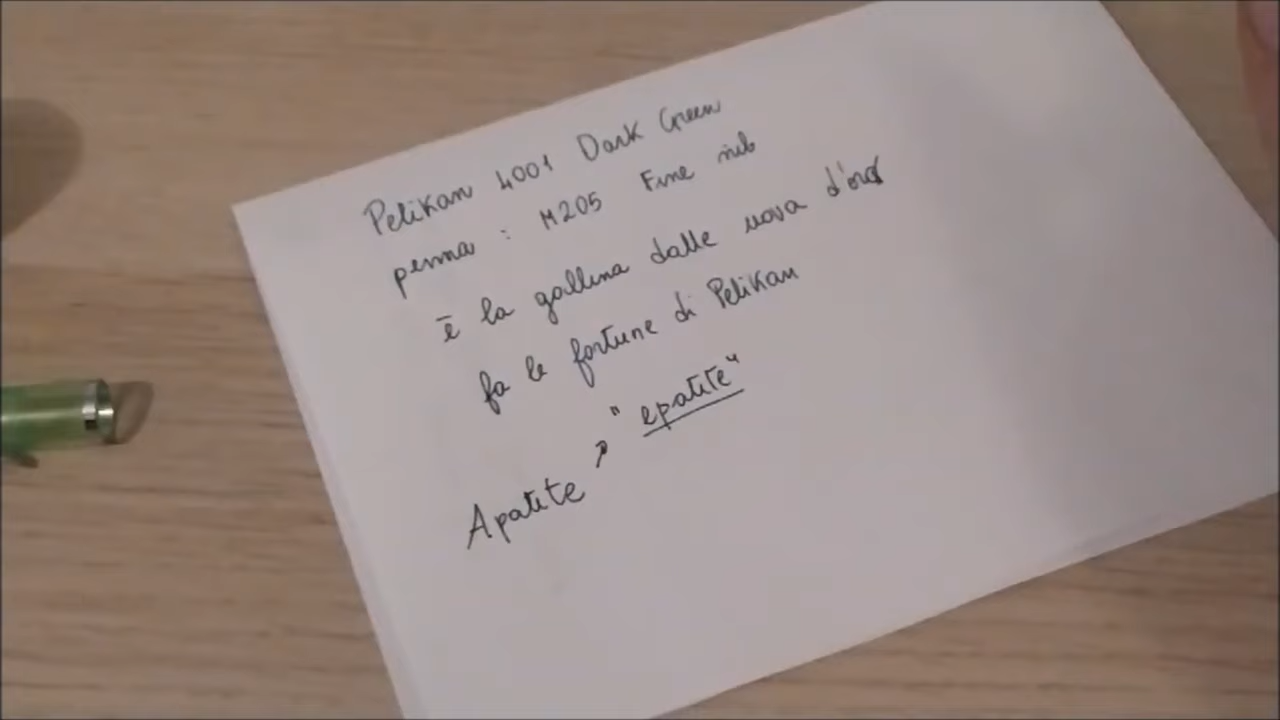 Pelikan 4001 Dark Green
penna : M205 Fine nib
è la gallina dalle uova d'oro
fa le fortune di Pelikan
"epatite"
Apatite ↗